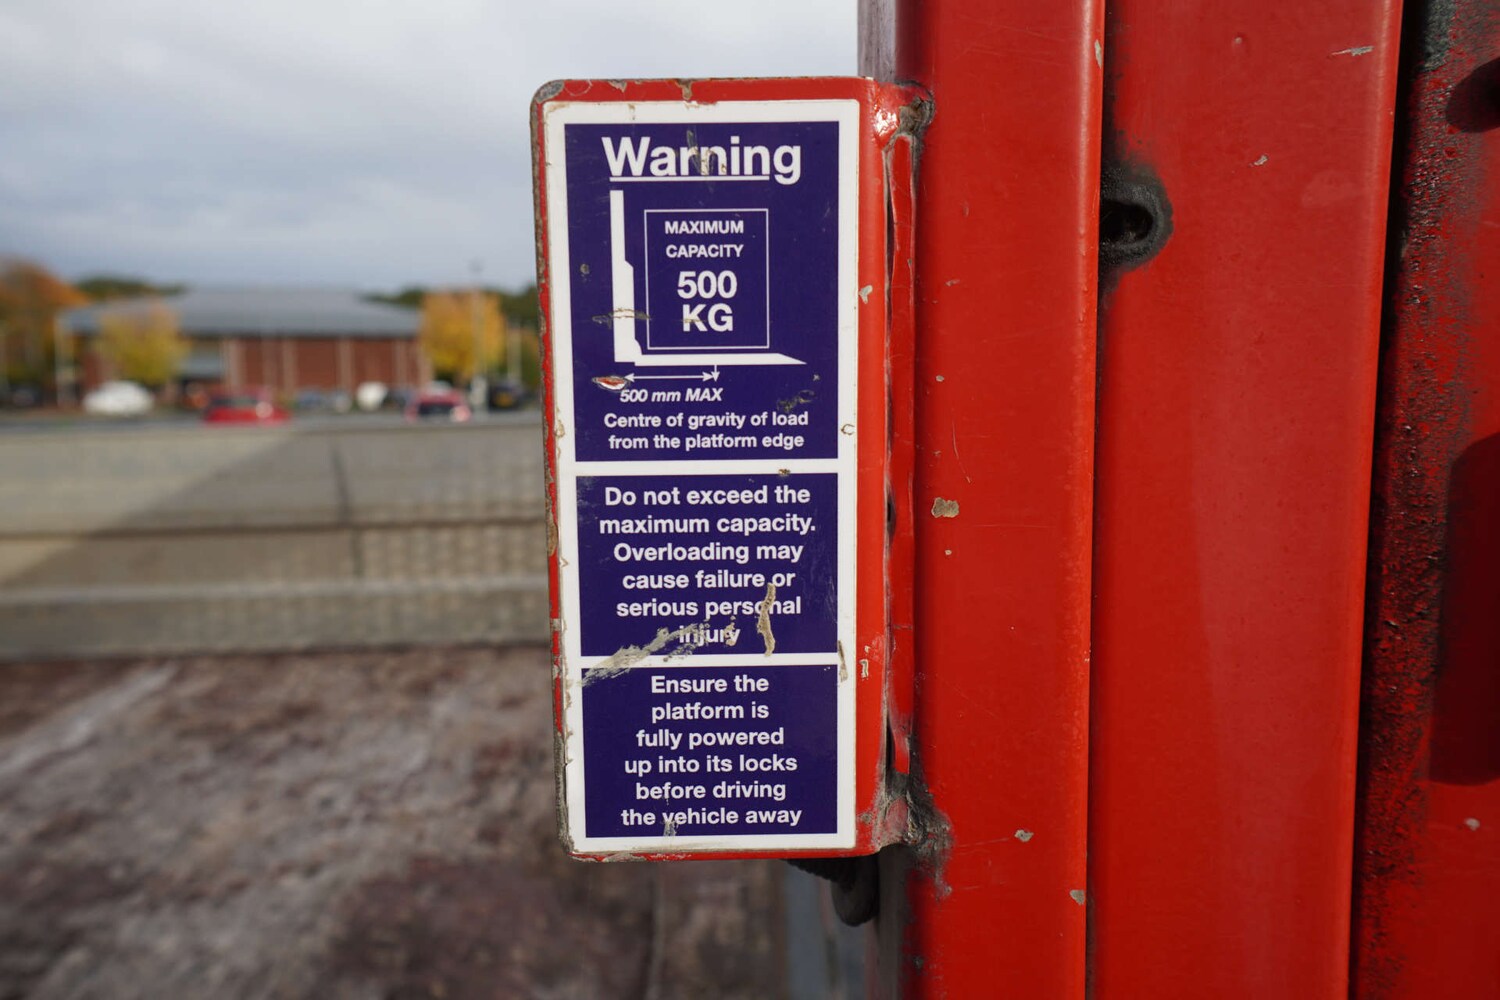 Warning
MAXIMUM
CAPACITY
500
KG
500 mm MAX
Centre of gravity of load
from the platform edge
Do not exceed the
maximum capacity.
Overloading may
cause failure or
serious personal
injury
Ensure the
platform is
fully powered
up into its locks
before driving
the vehicle away